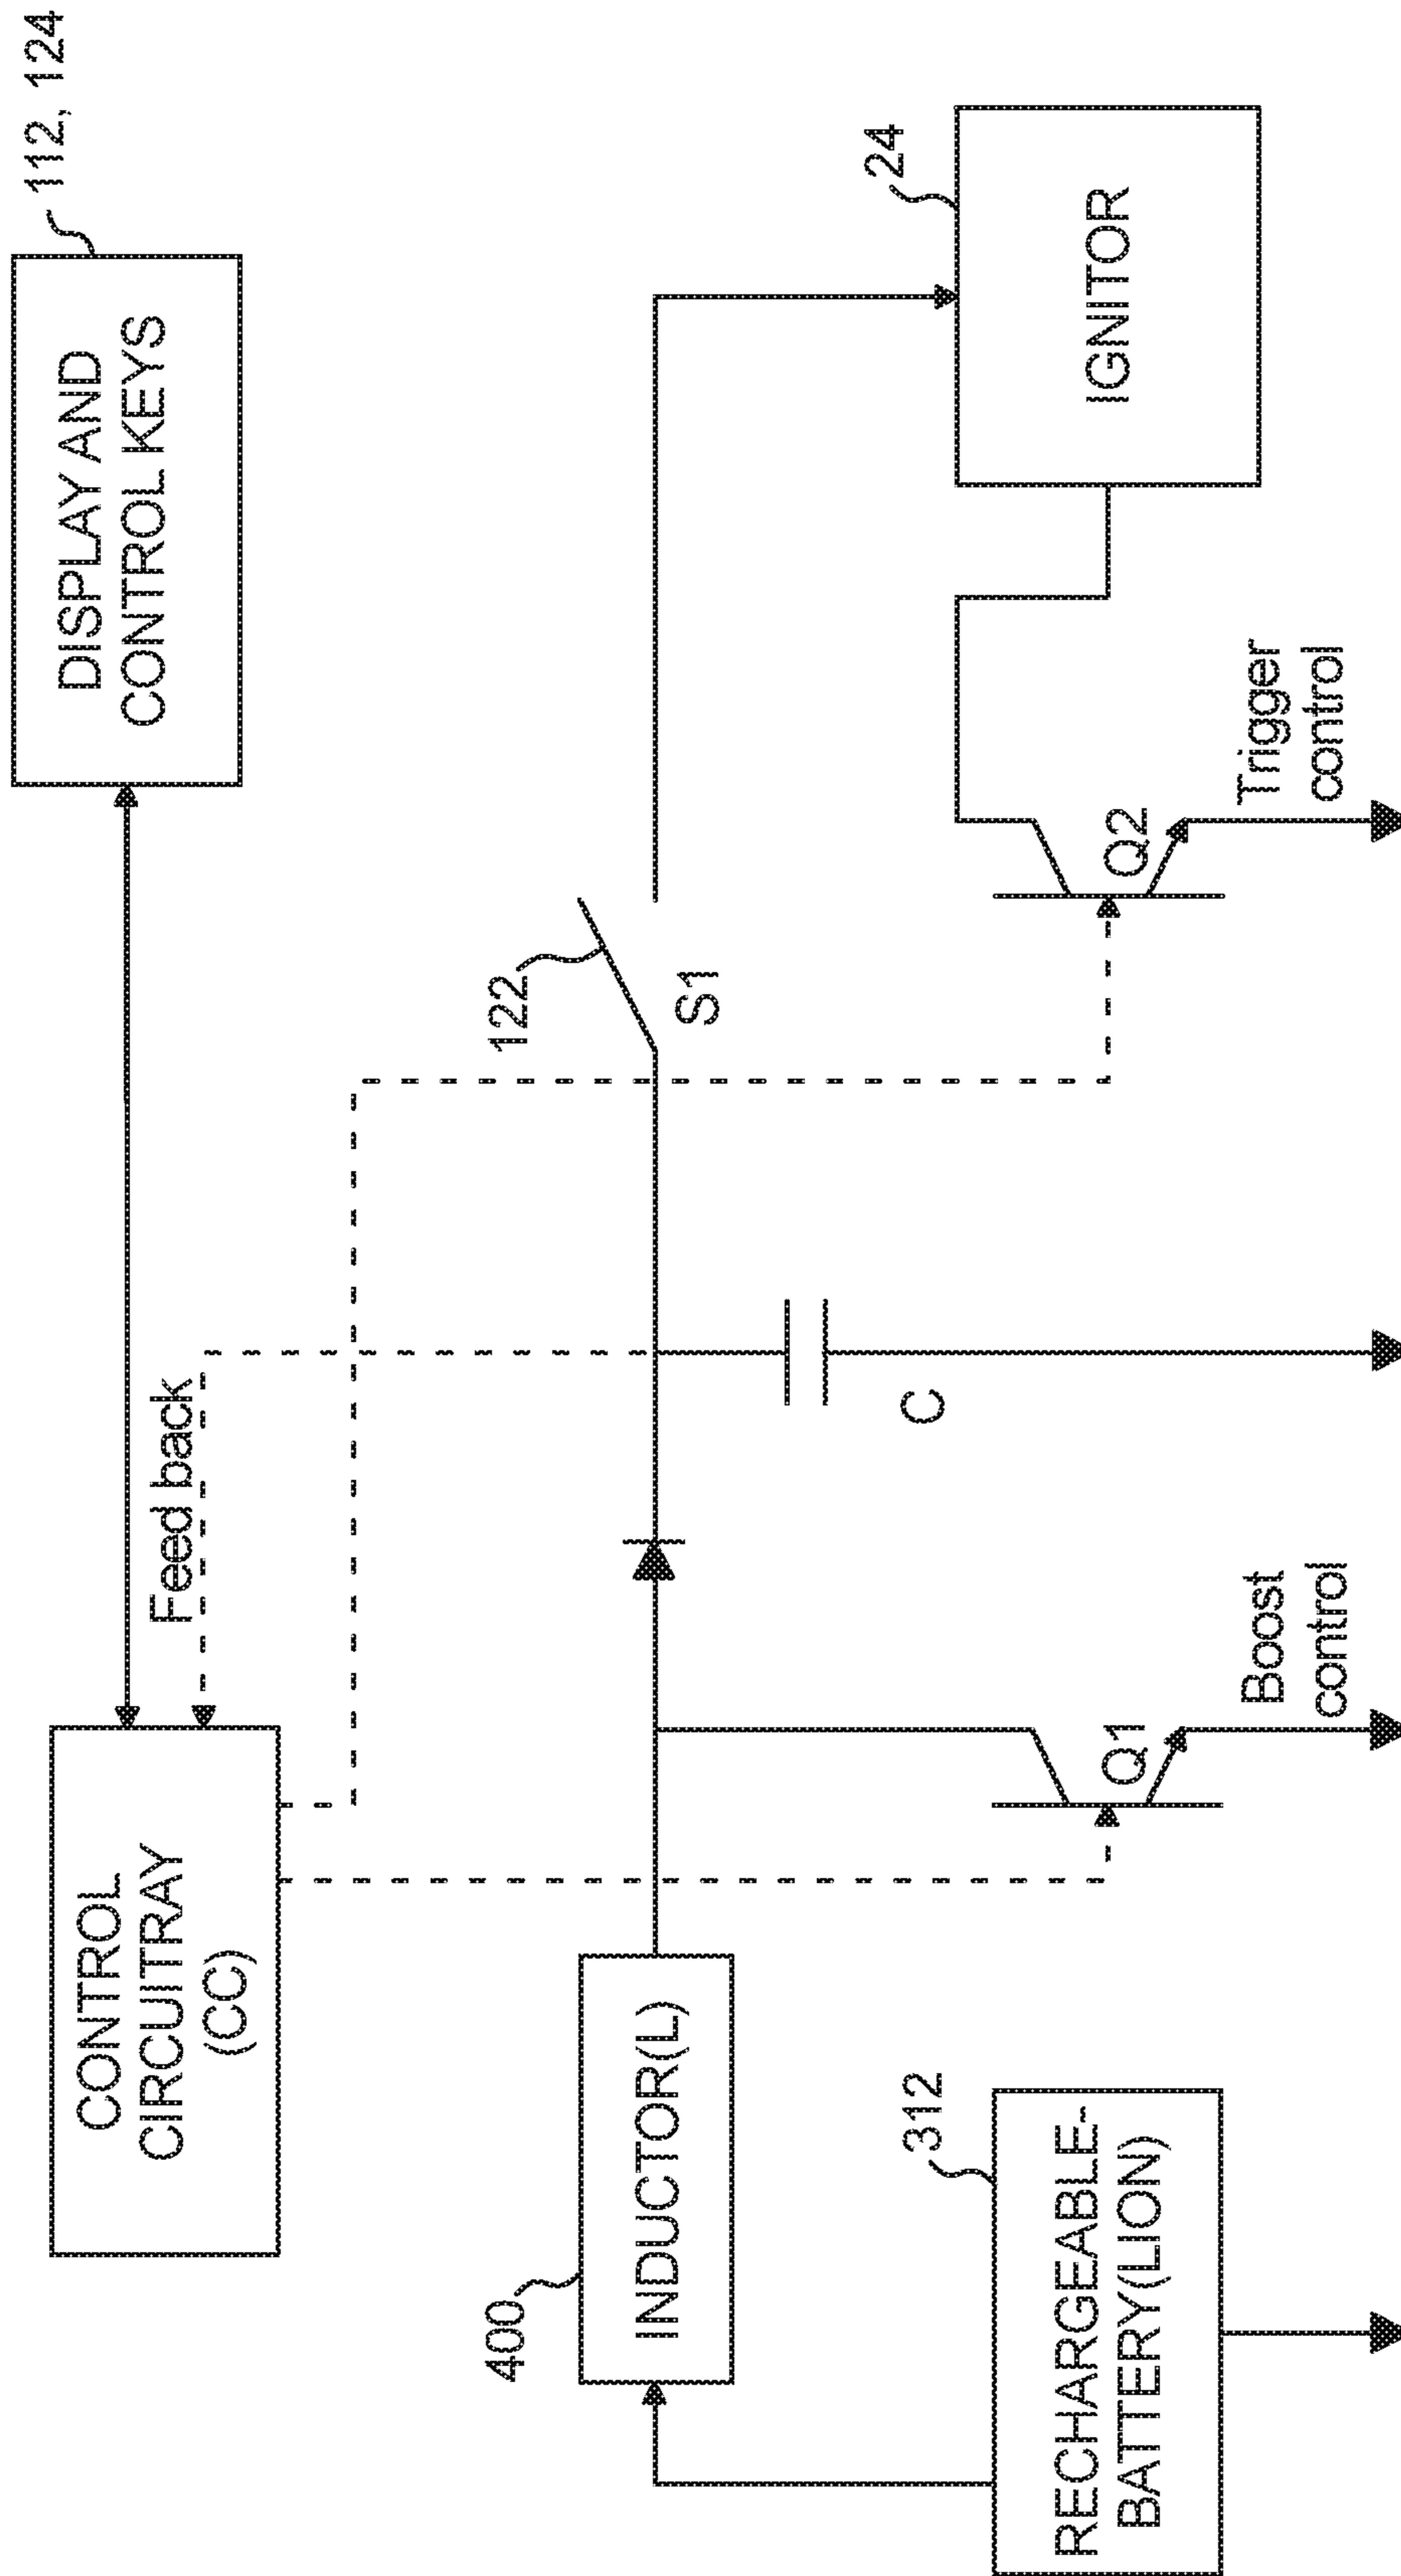 112, 124
DISPLAY AND
CONTROL KEYS
CONTROL
CIRCUITRAY
(CC)
Feed back
122
S1
24
IGNITOR
400
INDUCTOR(L)
C
312
RECHARGEABLE-
BATTERY(LION)
Q1
Boost
control
Q2
Trigger
control